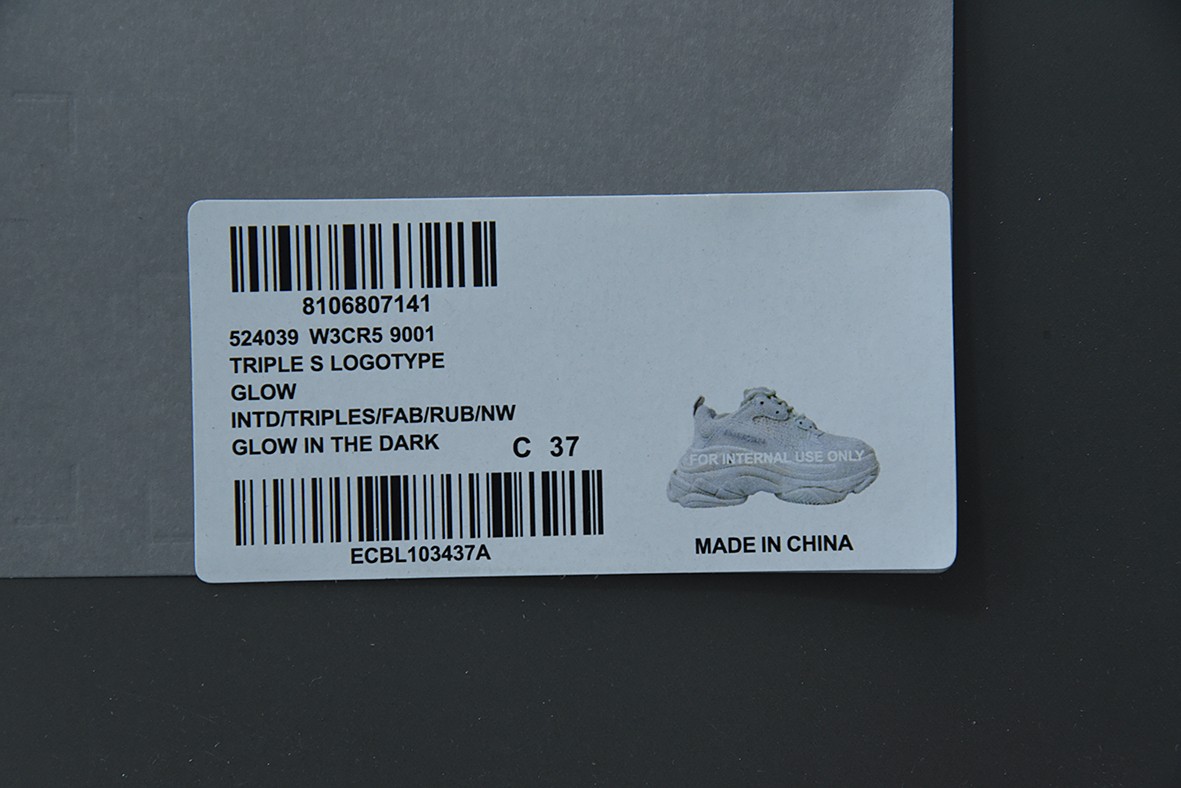 8106807141
524039 W3CR5 9001
TRIPLE S LOGOTYPE
GLOW
INTD/TRIPLES/FAB/RUB/NW
GLOW IN THE DARK C 37
ECBL103437A
FOR INTERNAL USE ONLY
MADE IN CHINA